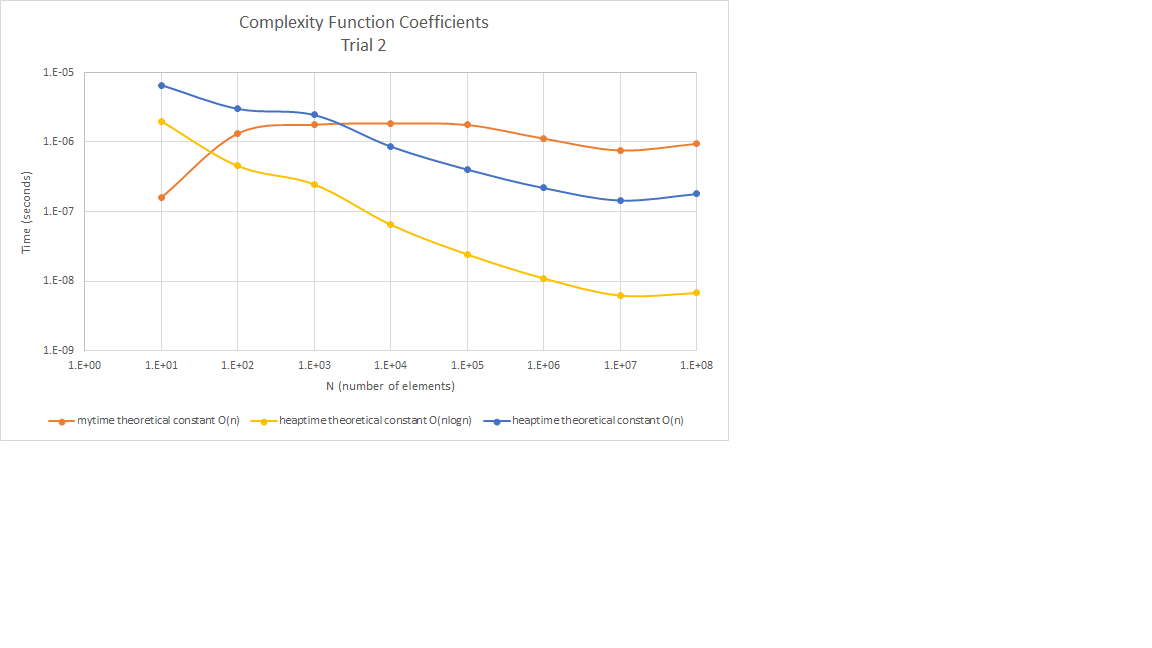 Complexity Function Coefficients
Trial 2
1.E-05
1.E-06
1.E-07
1.E-08
1.E-09
Time (seconds)
1.E+00 1.E+01 1.E+02 1.E+03 1.E+04 1.E+05 1.E+06 1.E+07 1.E+08
N (number of elements)
mytime theoretical constant O(n) heaptime theoretical constant O(nlogn) heaptime theoretical constant O(n)